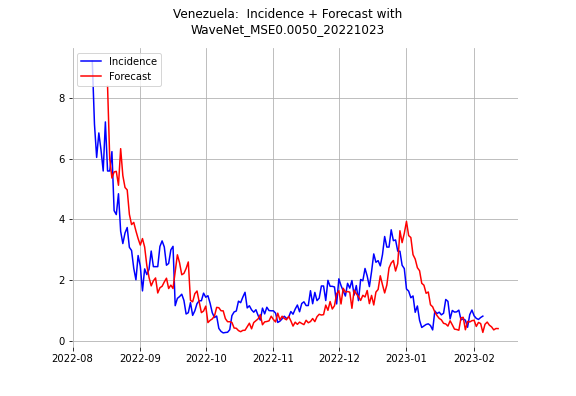 Venezuela:  Incidence + Forecast with
WaveNet_MSE0.0050_20221023
Incidence
Forecast
8
6
4
2
0
2022-08 2022-09 2022-10 2022-11 2022-12 2023-01 2023-02